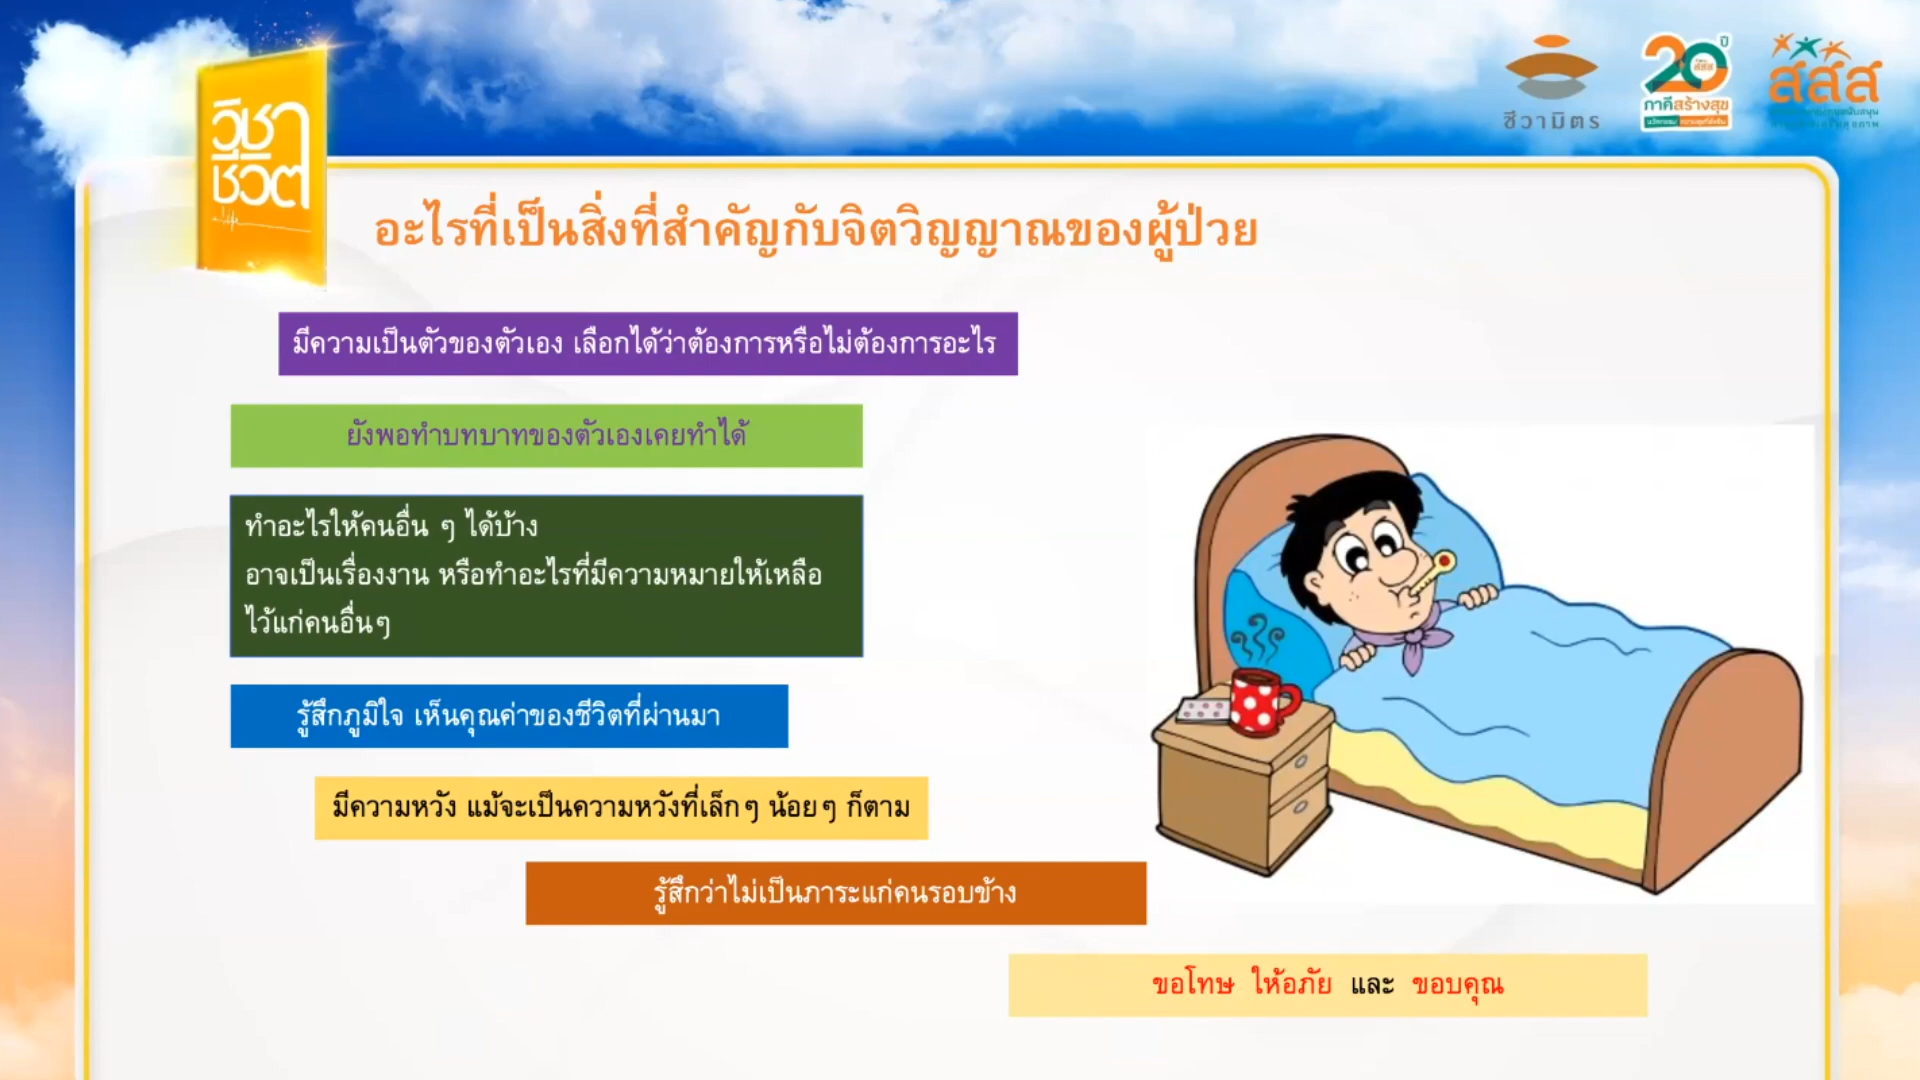 วิชา
ชีวิต
ชีวามิตร
20 ปี
สสส
ภาคีสร้างสุข
สสส
อะไรที่เป็นสิ่งที่สำคัญกับจิตวิญญาณของผู้ป่วย
มีความเป็นตัวของตัวเอง เลือกได้ว่าต้องการหรือไม่ต้องการอะไร
ยังพอทำบทบาทของตัวเองเคยทำได้
ทำอะไรให้คนอื่น ๆ ได้บ้าง
อาจเป็นเรื่องงาน หรือทำอะไรที่มีความหมายให้เหลือ
ไว้แก่คนอื่นๆ
รู้สึกภูมิใจ เห็นคุณค่าของชีวิตที่ผ่านมา
มีความหวัง แม้จะเป็นความหวังที่เล็กๆ น้อยๆ ก็ตาม
รู้สึกว่าไม่เป็นภาระแก่คนรอบข้าง
ขอโทษ ให้อภัย และ ขอบคุณ